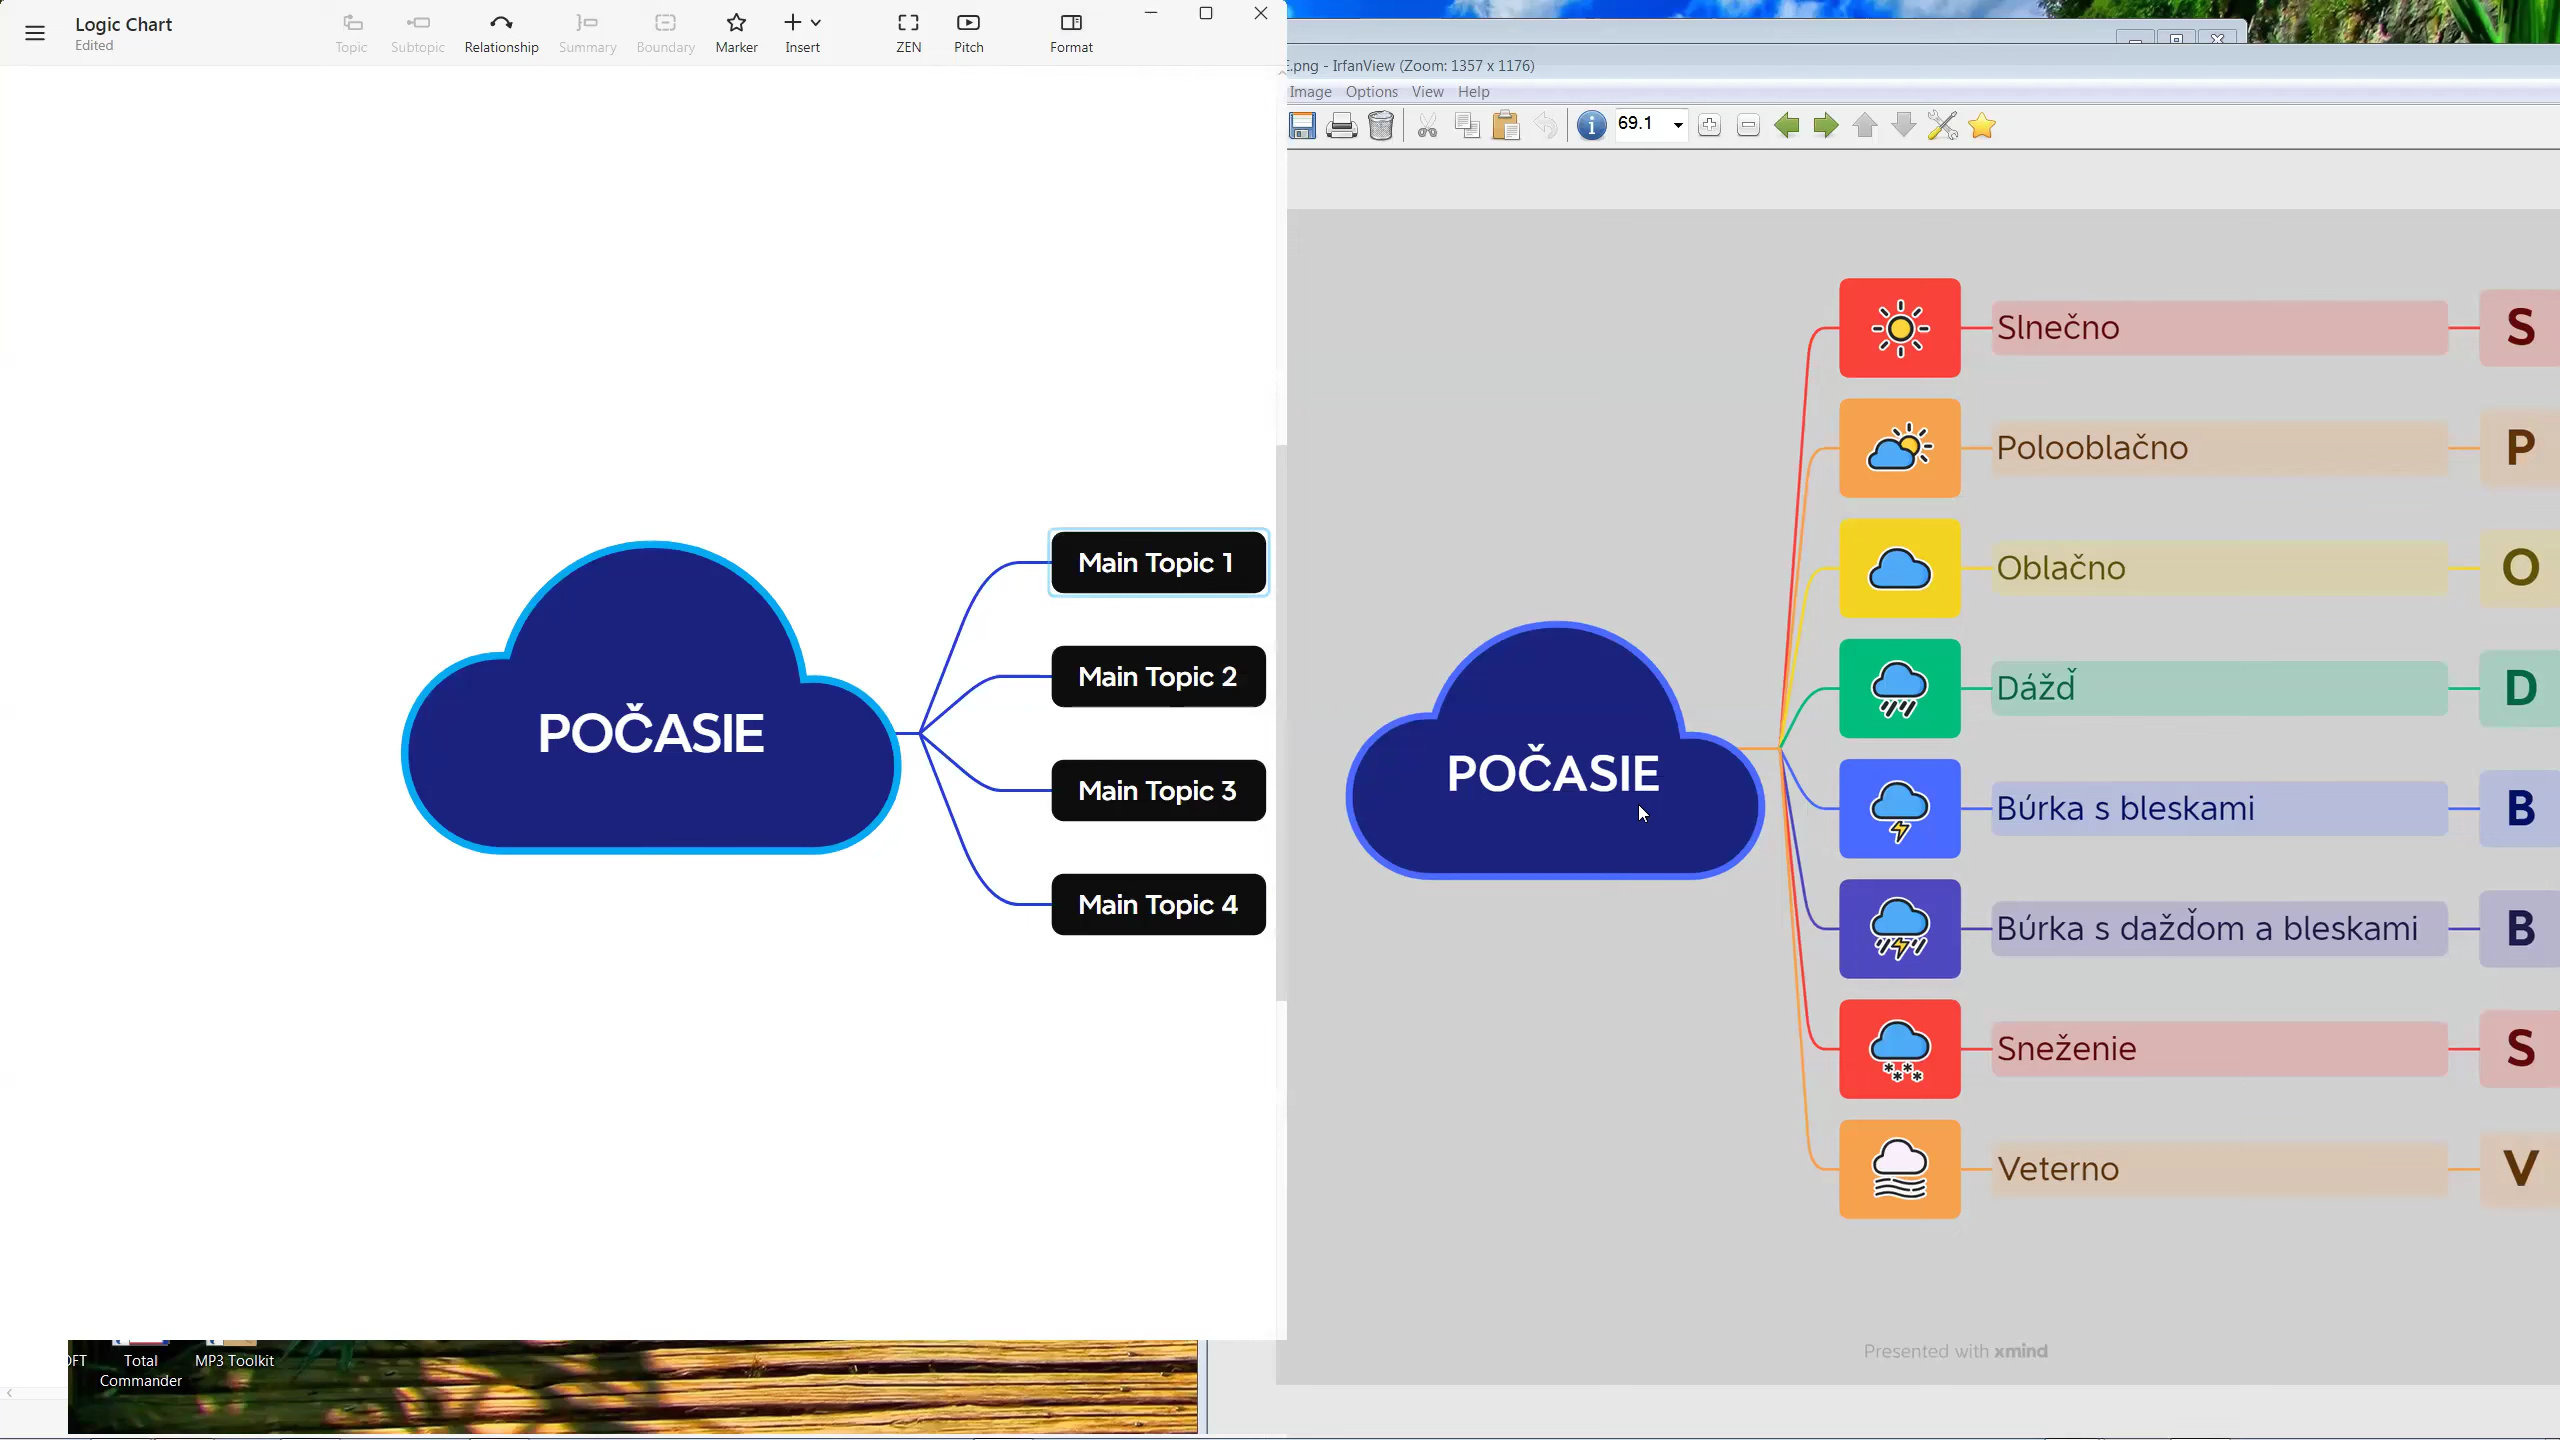 Logic Chart
Edited
Topic
Subtopic
Relationship
Summary
Boundary
Marker
Insert
ZEN
Pitch
Format
POČASIE
Main Topic 1
Main Topic 2
Main Topic 3
Main Topic 4
Total
Commander
MP3 Toolkit
.png - IrfanView (Zoom: 1357 x 1176)
Image Options View Help
69.1
POČASIE
Slnečno S
Polooblačno P
Oblačno O
Dážď D
Búrka s bleskami B
Búrka s dažďom a bleskami B
Sneženie S
Veterno V
Presented with xmind